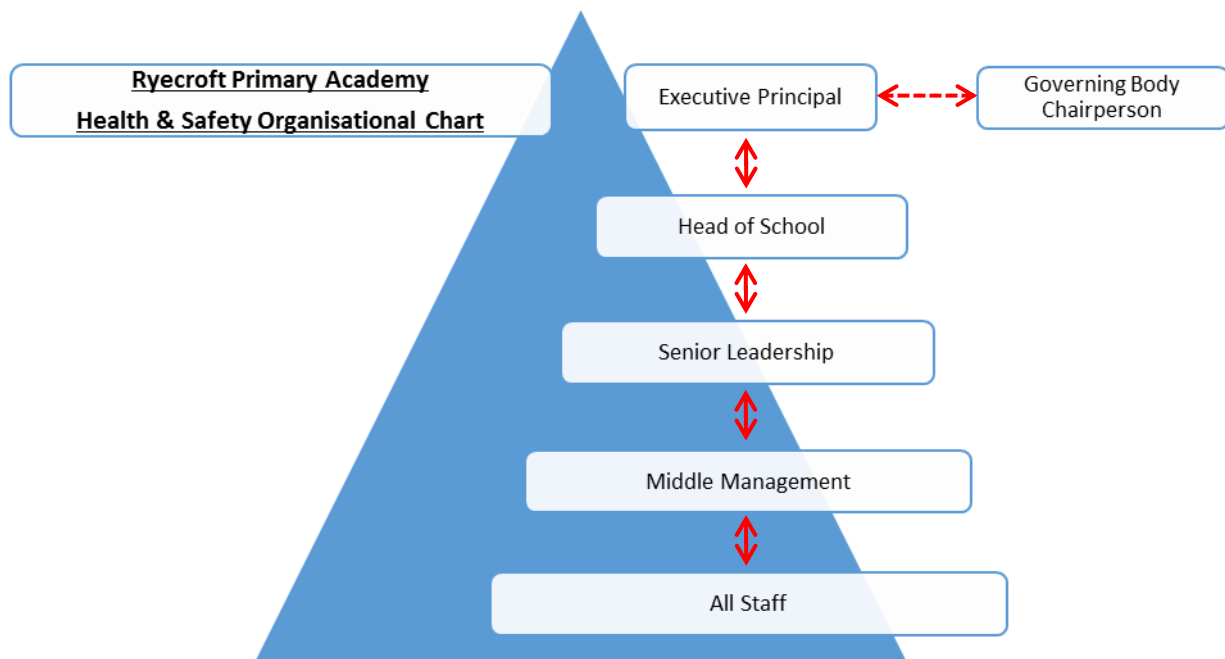 Ryecroft Primary Academy
Health & Safety Organisational Chart
Executive Principal
Governing Body
Chairperson
Head of School
Senior Leadership
Middle Management
All Staff